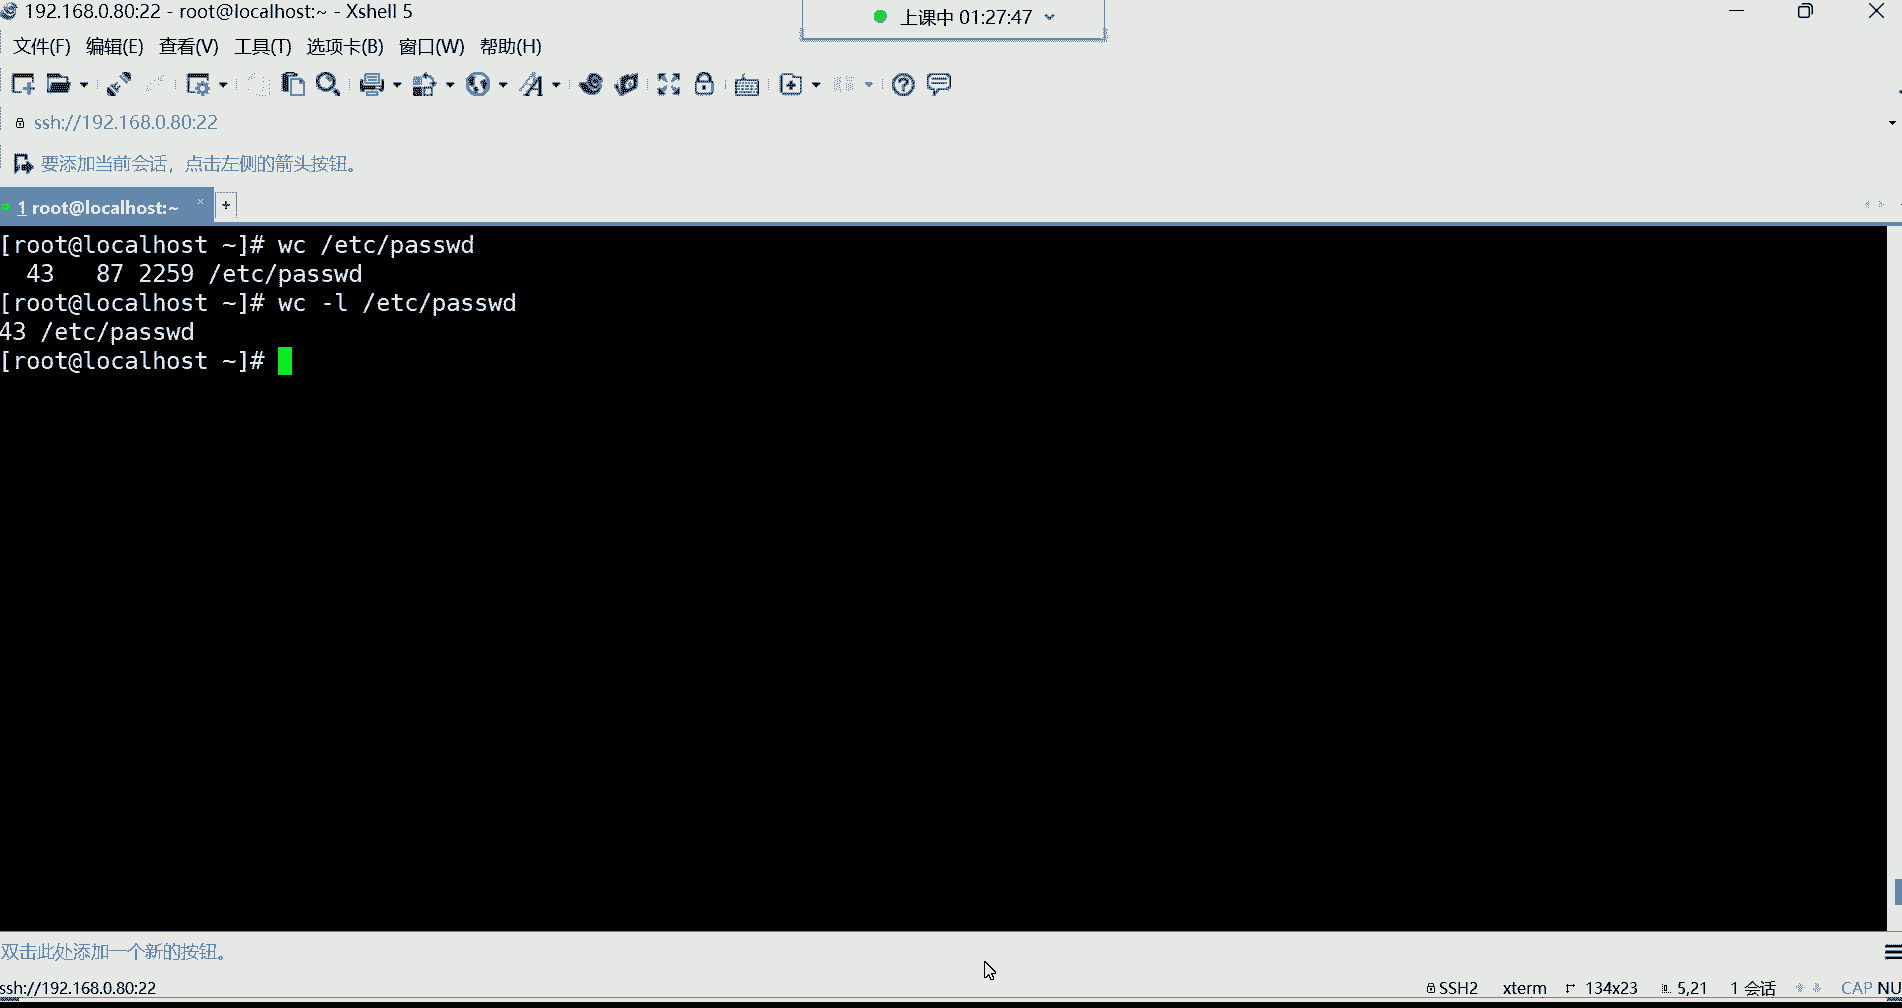 192.168.0.80:22 - root@localhost:~ - Xshell 5
上课中 01:27:47
文件(F) 编辑(E) 查看(V) 工具(T) 选项卡(B) 窗口(W) 帮助(H)
ssh://192.168.0.80:22
要添加当前会话，点击左侧的箭头按钮。
1 root@localhost:~ × +
[root@localhost ~]# wc /etc/passwd
  43   87 2259 /etc/passwd
[root@localhost ~]# wc -l /etc/passwd
43 /etc/passwd
[root@localhost ~]#
双击此处添加一个新的按钮。
ssh://192.168.0.80:22 SSH2 xterm 134x23 5,21 1 会话 CAP NU